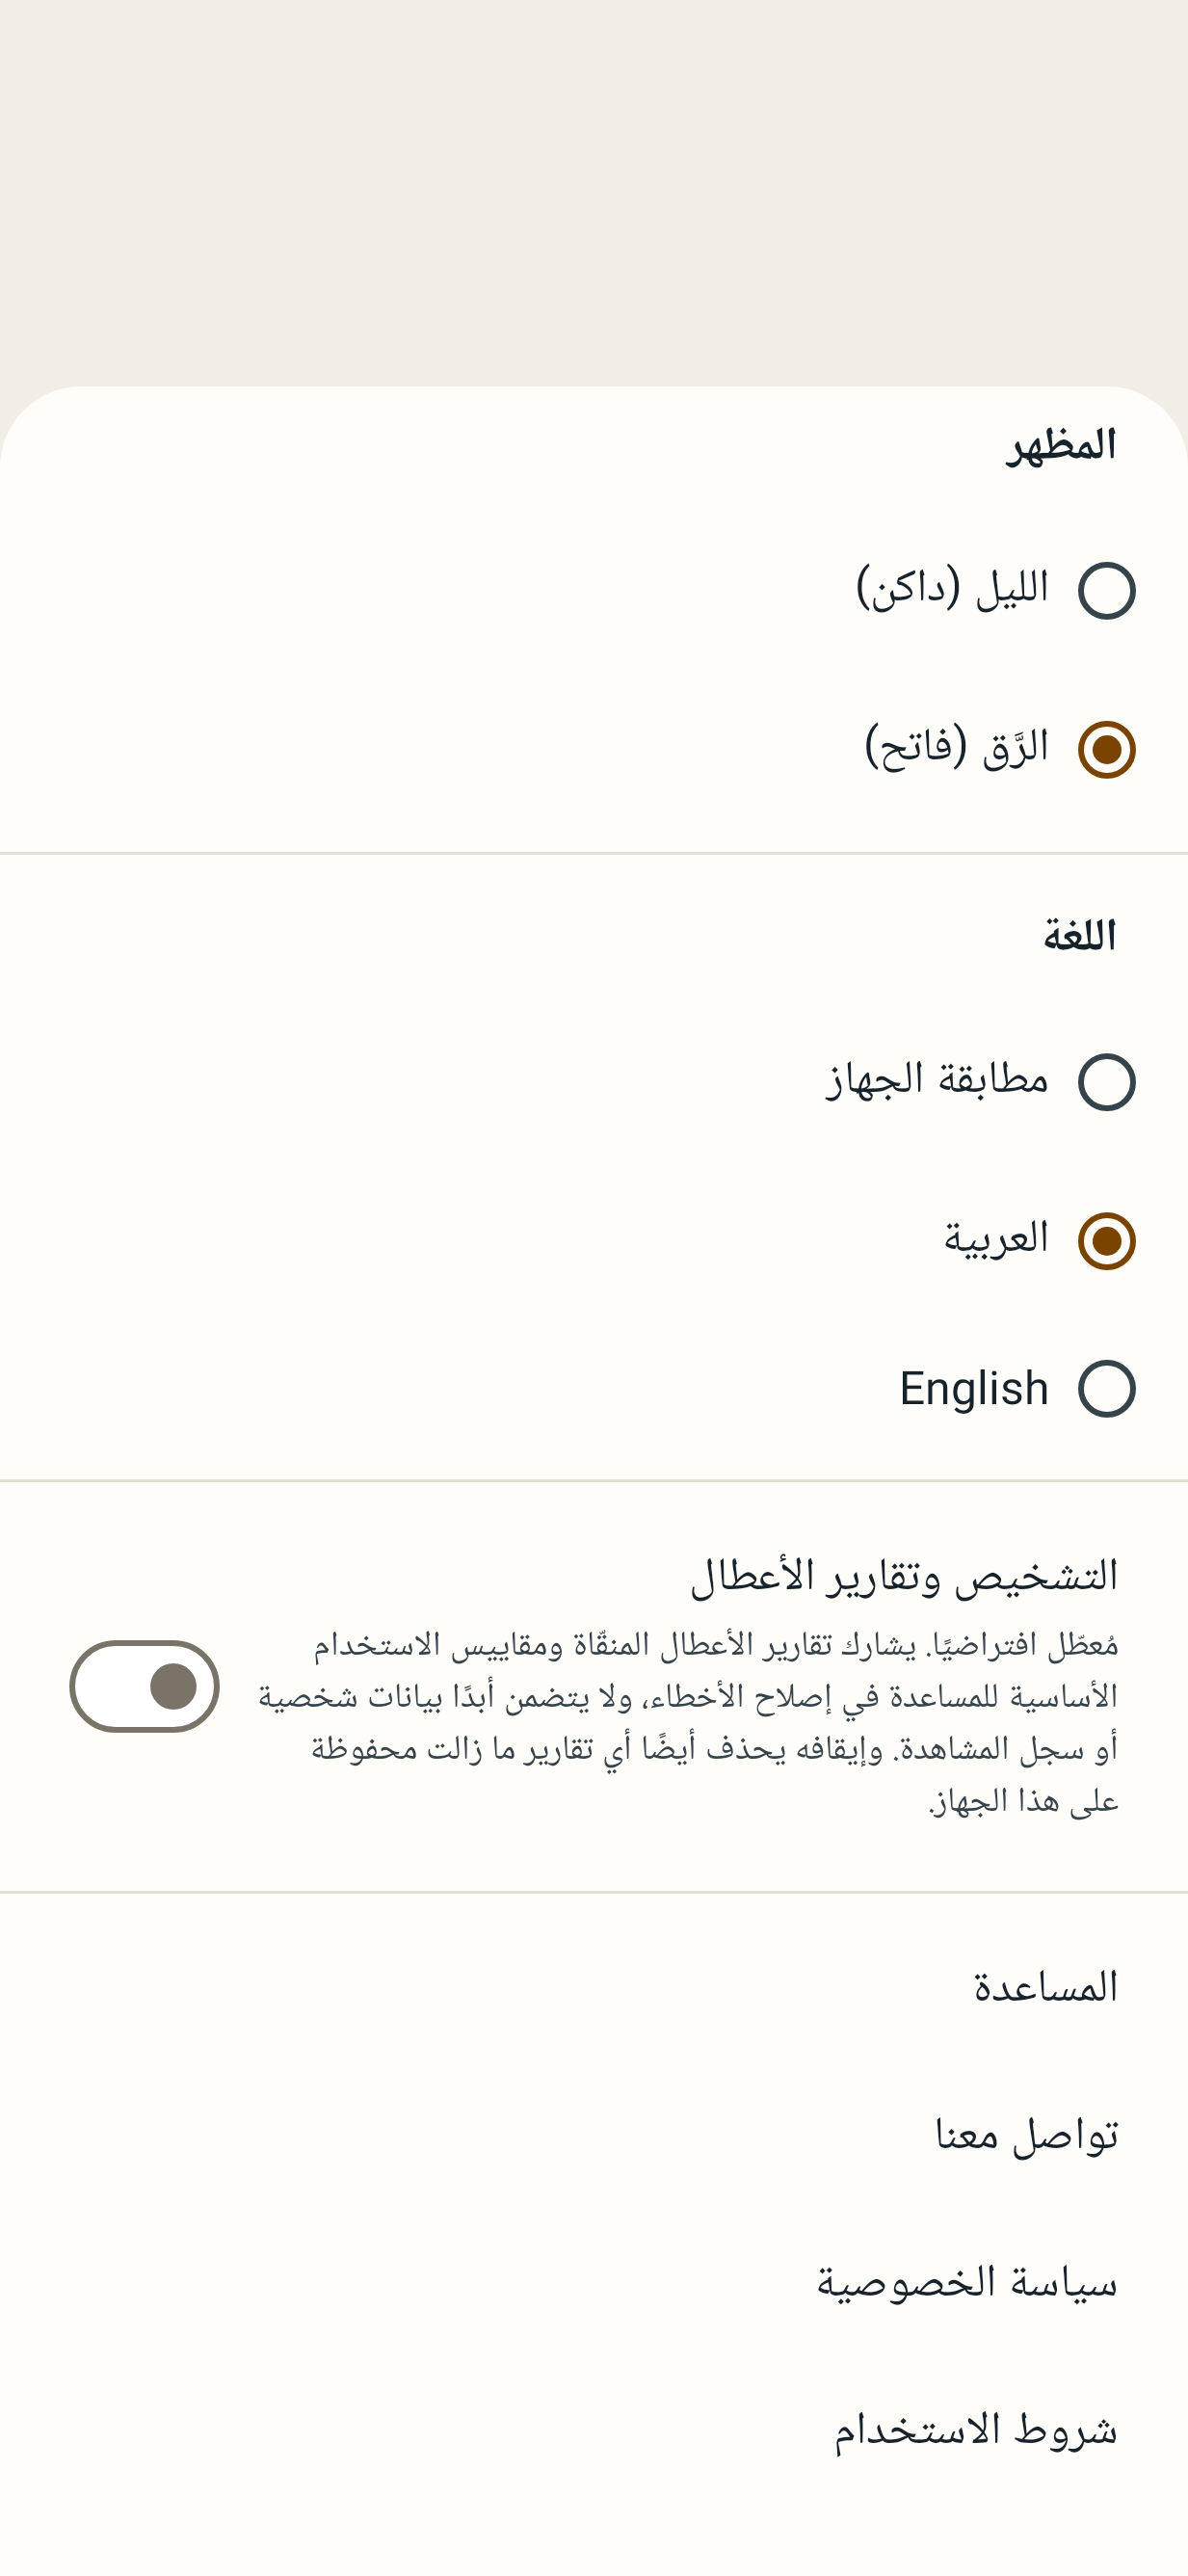 المظهر
الليل (داكن)
الرَّق (فاتح)
اللغة
مطابقة الجهاز
العربية
English
التشخيص وتقارير الأعطال
مُعطّل افتراضيًا. يشارك تقارير الأعطال المنقّاة ومقاييس الاستخدام
الأساسية للمساعدة في إصلاح الأخطاء، ولا يتضمن أبدًا بيانات شخصية
أو سجل المشاهدة. وإيقافه يحذف أيضًا أي تقارير ما زالت محفوظة
على هذا الجهاز.
المساعدة
تواصل معنا
سياسة الخصوصية
شروط الاستخدام